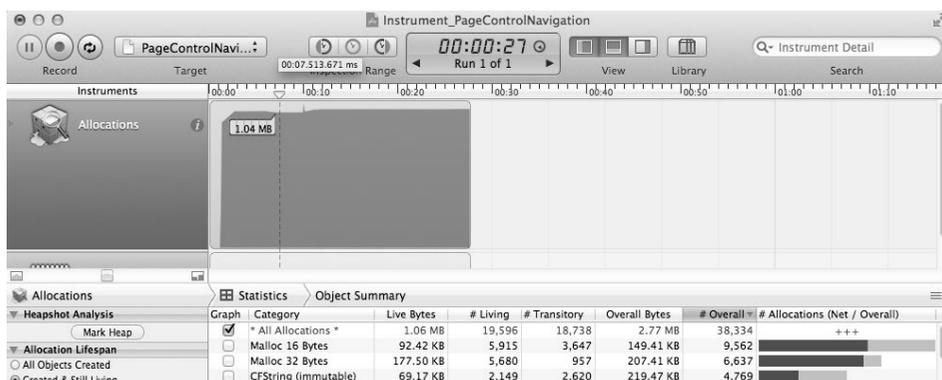 Instrument_PageControlNavigation
PageControlNavi...
00:00:27
Run 1 of 1
Instrument Detail
00:07.513.671 ms
Record
Target
Inspection Range
View
Library
Search
Instruments
00:00
00:10
00:20
00:30
00:40
00:50
01:00
01:10
Allocations
1.04 MB
Allocations
Statistics
Object Summary
Heapshot Analysis
Mark Heap
Allocation Lifespan
All Objects Created
Created & Still Living
Graph Category Live Bytes # Living # Transitory Overall Bytes # Overall # Allocations (Net / Overall)
* All Allocations * 1.06 MB 19,596 18,738 2.77 MB 38,334 +++
Malloc 16 Bytes 92.42 KB 5,915 3,647 149.41 KB 9,562
Malloc 32 Bytes 177.50 KB 5,680 957 207.41 KB 6,637
CFString (immutable) 69.17 KB 2,149 2,620 219.47 KB 4,769